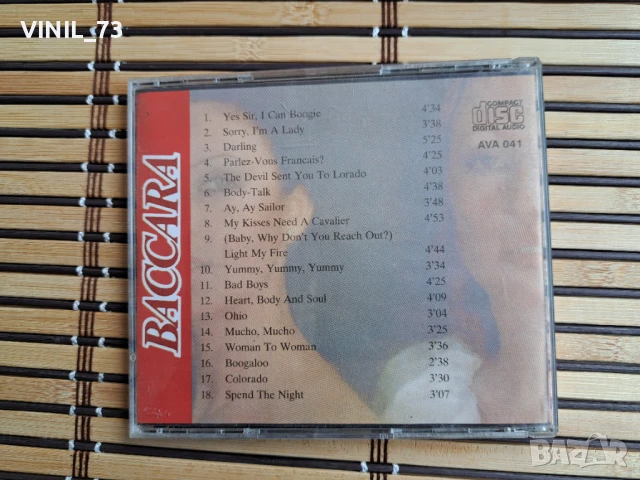 VINIL_73
BACCARA
COMPACT
disc
DIGITAL AUDIO
AVA 041
1. Yes Sir, I Can Boogie 4'34
2. Sorry, I'm A Lady 3'38
3. Darling 5'25
4. Parlez-Vous Francais? 4'25
5. The Devil Sent You To Lorado 4'03
6. Body-Talk 4'38
7. Ay, Ay Sailor 3'48
8. My Kisses Need A Cavalier 4'53
9. (Baby, Why Don't You Reach Out?)
Light My Fire 4'44
10. Yummy, Yummy, Yummy 3'34
11. Bad Boys 4'25
12. Heart, Body And Soul 4'09
13. Ohio 3'04
14. Mucho, Mucho 3'25
15. Woman To Woman 3'36
16. Boogaloo 2'38
17. Colorado 3'30
18. Spend The Night 3'07
BAZAR
bg